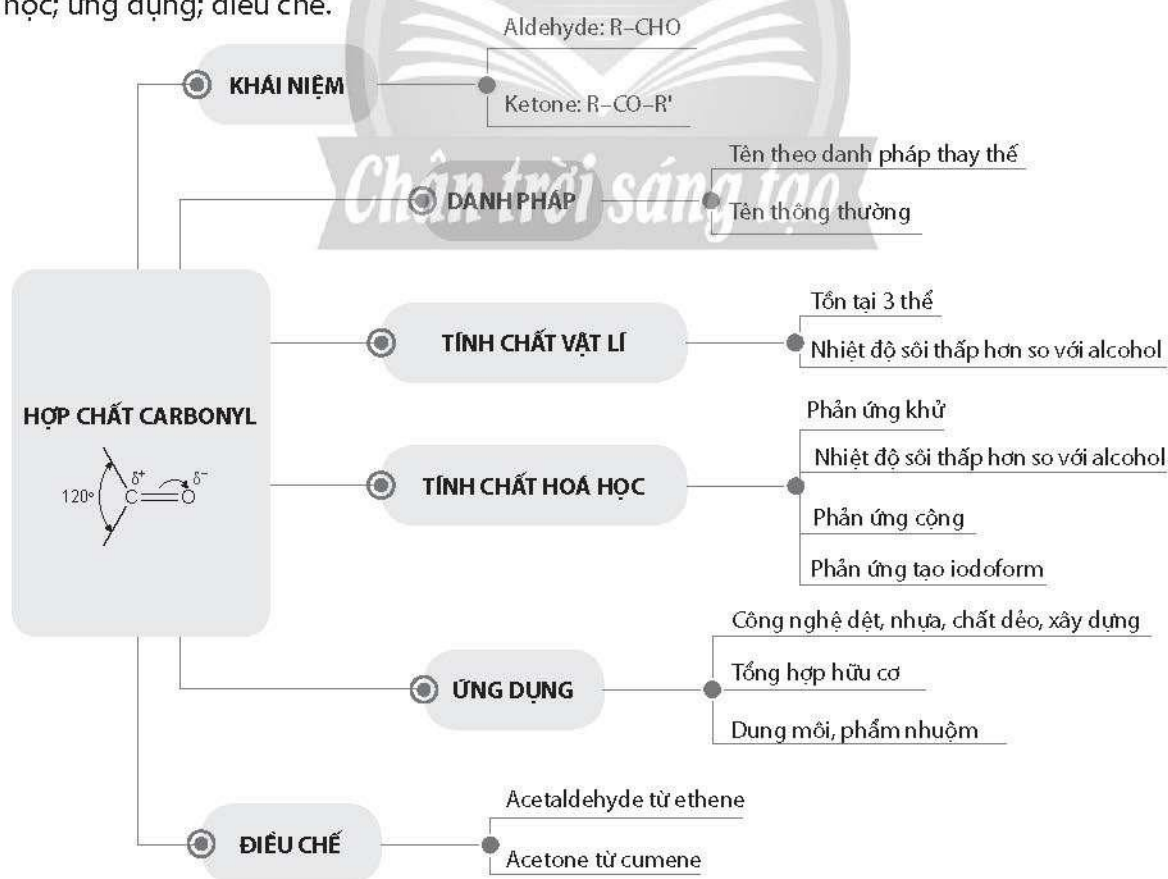 học; ứng dụng; điều chế.
Aldehyde: R–CHO
KHÁI NIỆM
Ketone: R–CO–R'
Chân trời sáng tạo
Tên theo danh pháp thay thế
DANH PHÁP
Tên thông thường
Tồn tại 3 thể
TÍNH CHẤT VẬT LÍ
Nhiệt độ sôi thấp hơn so với alcohol
HỢP CHẤT CARBONYL
120° C δ+ O δ−
Phản ứng khử
Nhiệt độ sôi thấp hơn so với alcohol
TÍNH CHẤT HOÁ HỌC
Phản ứng cộng
Phản ứng tạo iodoform
Công nghệ dệt, nhựa, chất dẻo, xây dựng
ỨNG DỤNG
Tổng hợp hữu cơ
Dung môi, phẩm nhuộm
Acetaldehyde từ ethene
ĐIỀU CHẾ
Acetone từ cumene